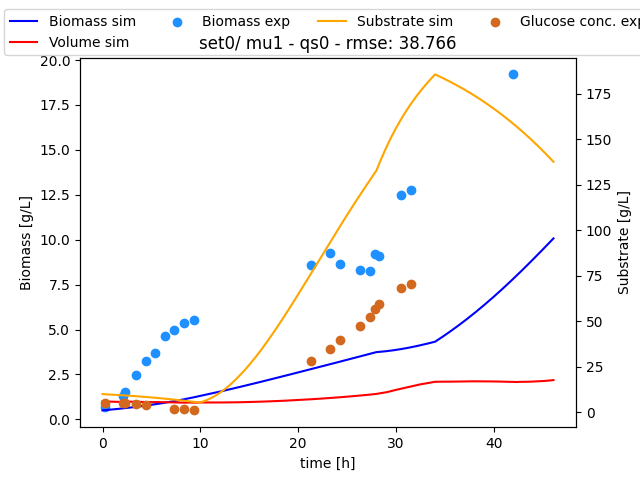 Biomass sim
Biomass exp
Substrate sim
Glucose conc. exp
Volume sim
set0/ mu1 - qs0 - rmse: 38.766
20.0
17.5
15.0
12.5
10.0
7.5
5.0
2.5
0.0
Biomass [g/L]
175
150
125
100
75
50
25
0
Substrate [g/L]
0
10
20
30
40
time [h]